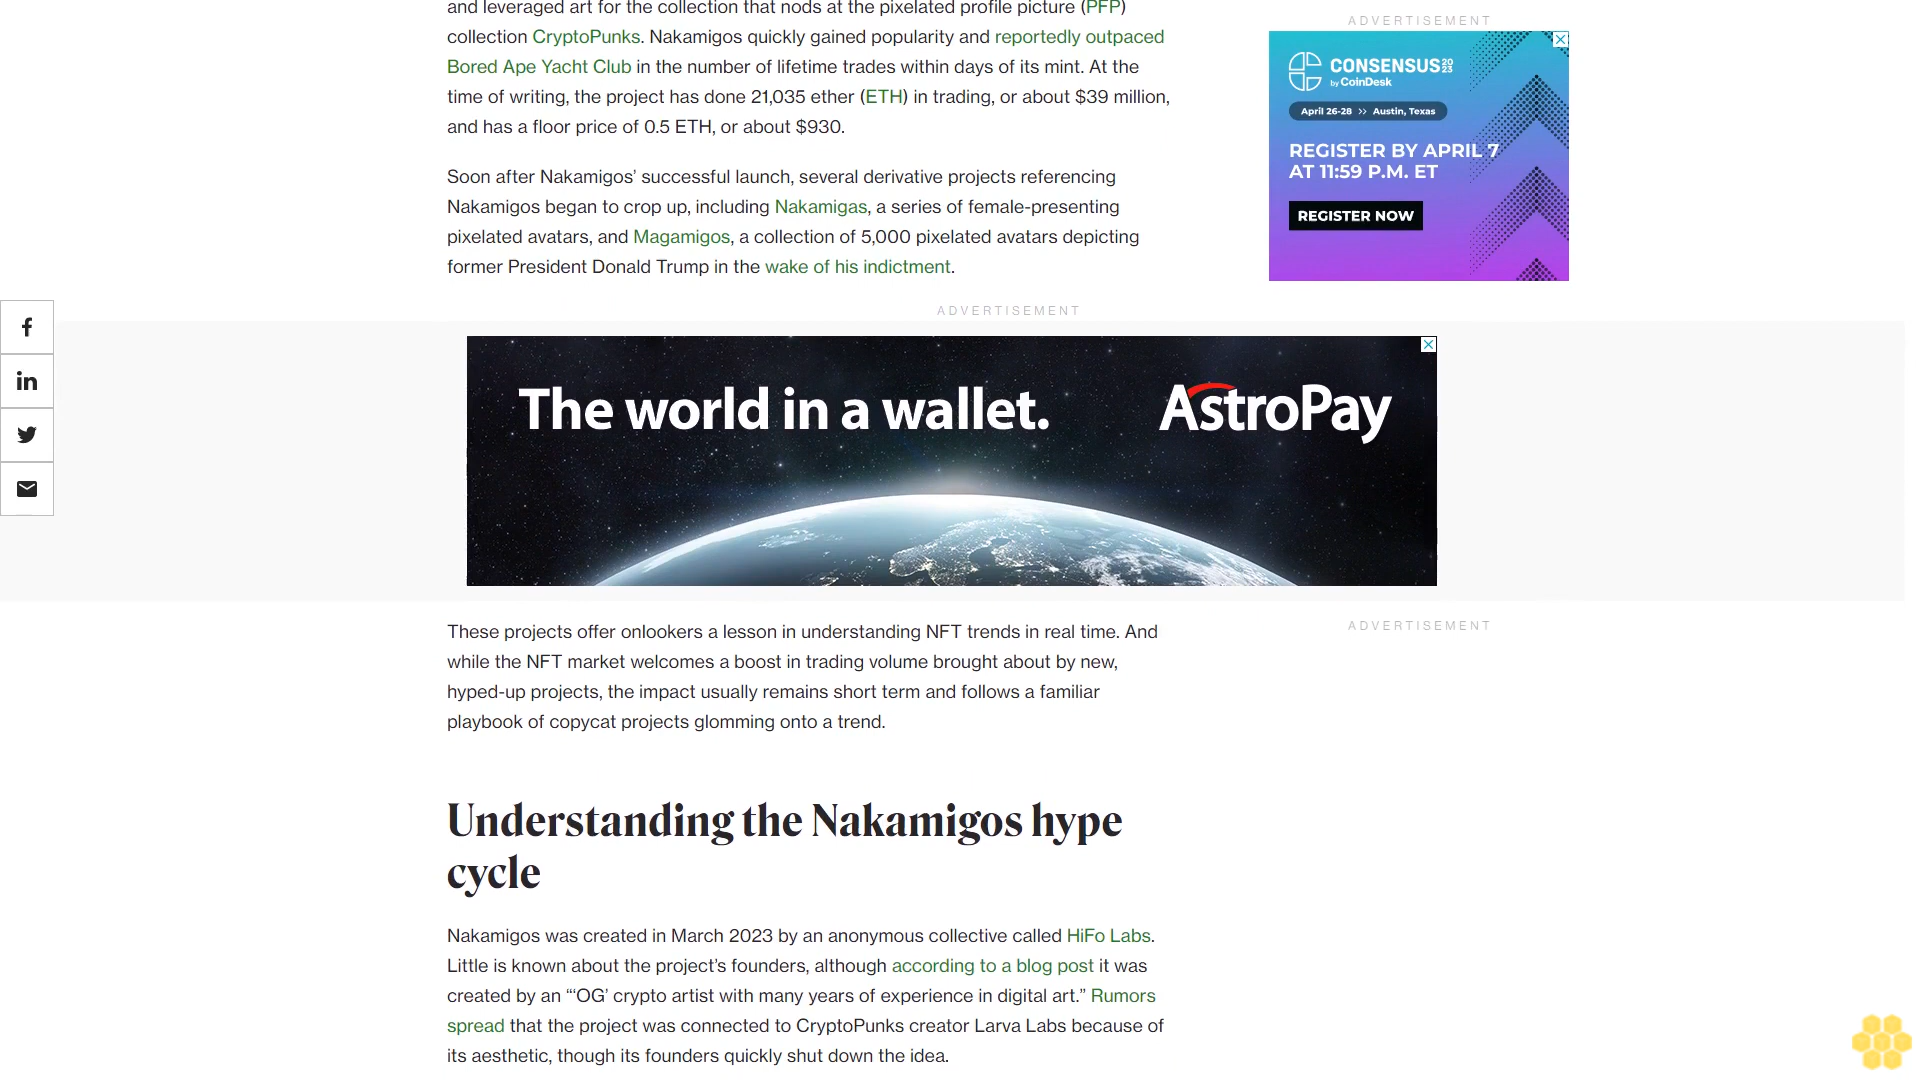 and leveraged art for the collection that nods at the pixelated profile picture (PFP)
collection CryptoPunks. Nakamigos quickly gained popularity and reportedly outpaced
Bored Ape Yacht Club in the number of lifetime trades within days of its mint. At the
time of writing, the project has done 21,035 ether (ETH) in trading, or about $39 million,
and has a floor price of 0.5 ETH, or about $930.
Soon after Nakamigos’ successful launch, several derivative projects referencing
Nakamigos began to crop up, including Nakamigas, a series of female-presenting
pixelated avatars, and Magamigos, a collection of 5,000 pixelated avatars depicting
former President Donald Trump in the wake of his indictment.
ADVERTISEMENT
CONSENSUS 2023
by CoinDesk
April 26-28 >> Austin, Texas
REGISTER BY APRIL 7
AT 11:59 P.M. ET
REGISTER NOW
ADVERTISEMENT
The world in a wallet.
AstroPay
These projects offer onlookers a lesson in understanding NFT trends in real time. And
while the NFT market welcomes a boost in trading volume brought about by new,
hyped-up projects, the impact usually remains short term and follows a familiar
playbook of copycat projects glomming onto a trend.
ADVERTISEMENT
Understanding the Nakamigos hype
cycle
Nakamigos was created in March 2023 by an anonymous collective called HiFo Labs.
Little is known about the project’s founders, although according to a blog post it was
created by an “‘OG’ crypto artist with many years of experience in digital art.” Rumors
spread that the project was connected to CryptoPunks creator Larva Labs because of
its aesthetic, though its founders quickly shut down the idea.